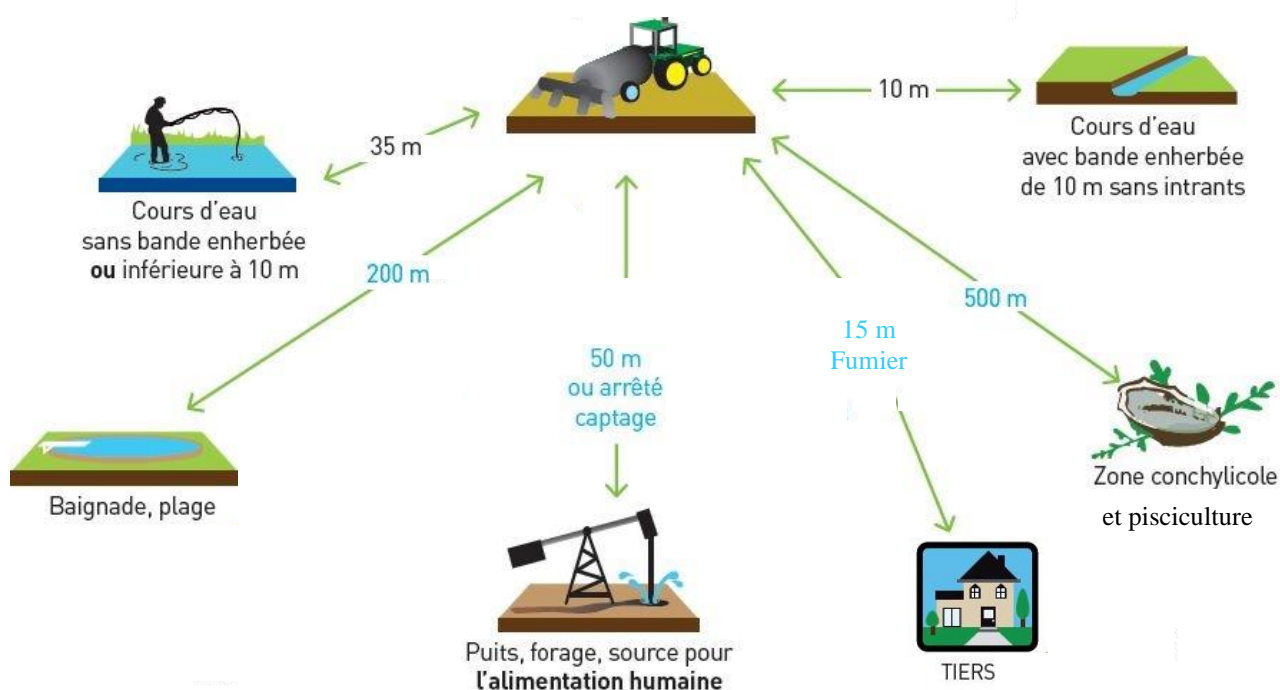 35 m
10 m
Cours d'eau
sans bande enherbée
ou inférieure à 10 m
Cours d'eau
avec bande enherbée
de 10 m sans intrants
200 m
500 m
50 m
ou arrêté
captage
15 m
Fumier
Baignade, plage
Zone conchylicole
et pisciculture
Puits, forage, source pour
l'alimentation humaine
TIERS